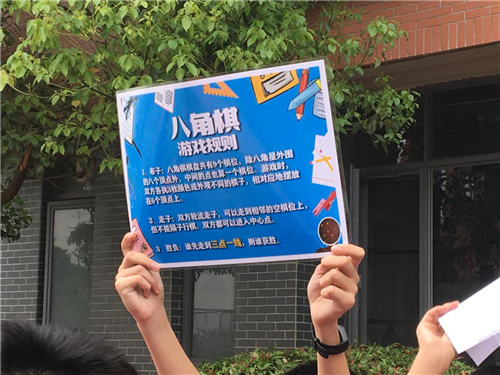 八角棋
游戏规则
1、布子：八角棋棋盘共有9个棋位，除八角星外围
的八个顶点外，中间的点也算一个棋位。游戏时，
双方各执3枚颜色或外观不同的棋子，相对应地摆放
在6个顶点上。
2、走子：双方轮流走子，可以走到相邻的空棋位上，
但不能隔子行棋，双方都可以进入中心点。
3、胜负：谁先走到三点一线，则谁获胜。